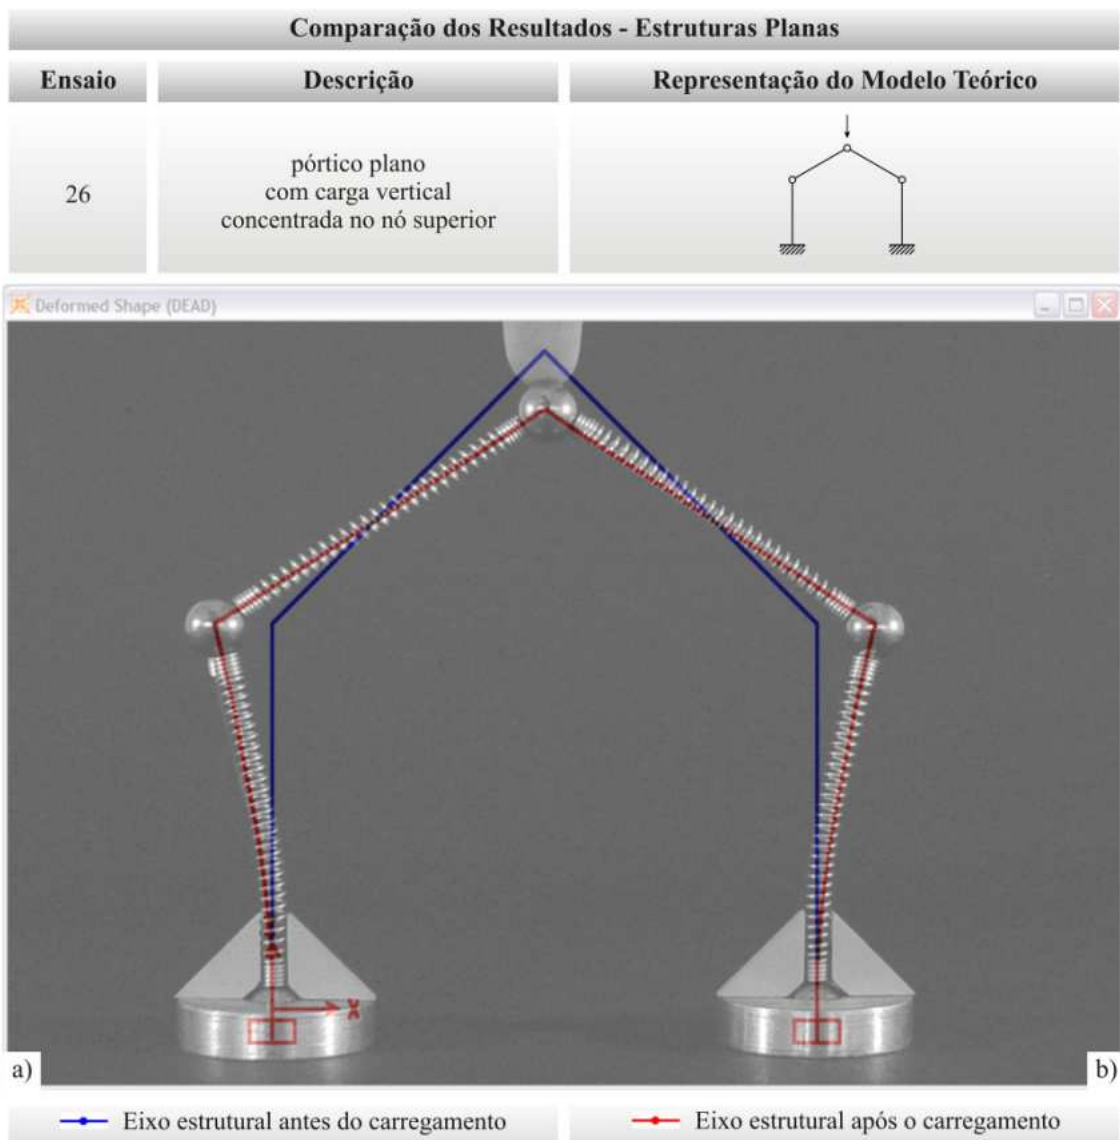 Comparação dos Resultados - Estruturas Planas
Ensaio
Descrição
Representação do Modelo Teórico
26
pórtico plano
com carga vertical
concentrada no nó superior
Deformed Shape (DEAD)
X
a)
b)
Eixo estrutural antes do carregamento
Eixo estrutural após o carregamento